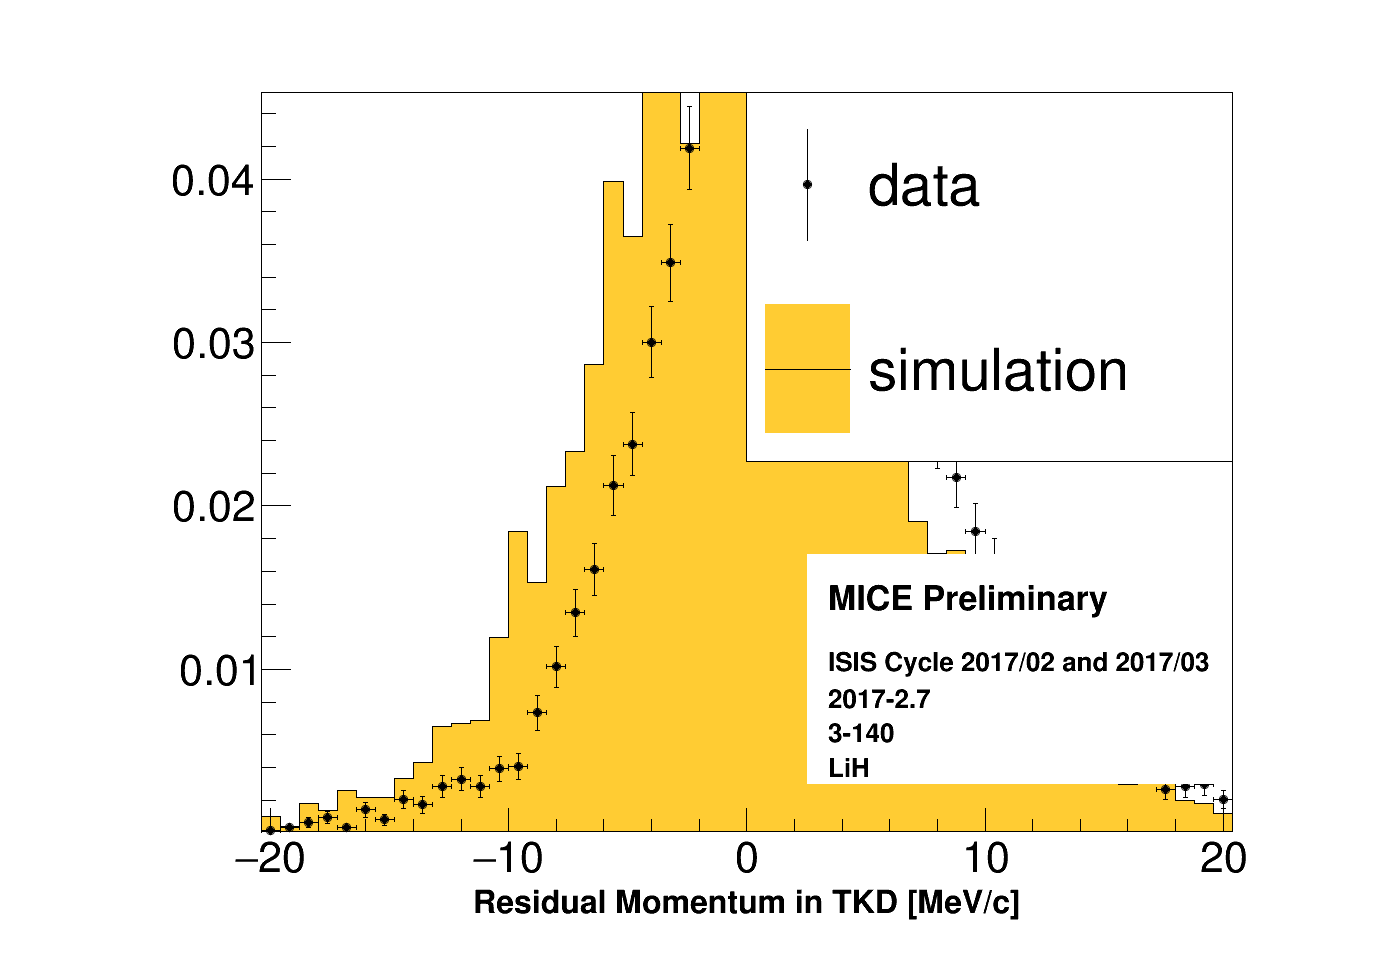 data
0.04
0.03
simulation
0.02
MICE Preliminary
ISIS Cycle 2017/02 and 2017/03
0.01
2017-2.7
3-140
LiH
−20 −10 0 10 20
Residual Momentum in TKD [MeV/c]